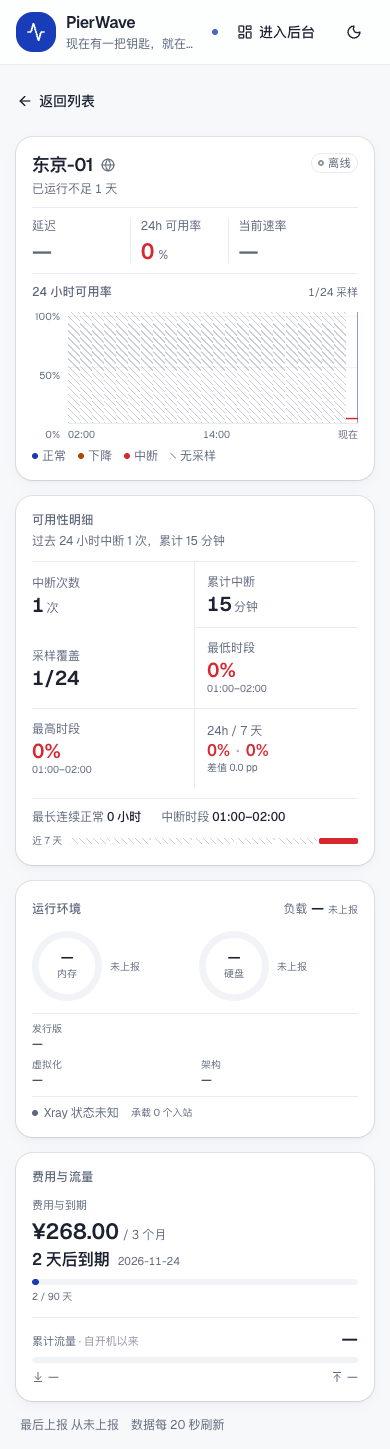 PierWave
现在有一把钥匙，就在…
进入后台
返回列表
东京-01
离线
已运行不足 1 天
延迟
24h 可用率
当前速率
—
0 %
—
24 小时可用率
1/24 采样
100%
50%
0%
02:00
14:00
现在
正常
下降
中断
无采样
可用性明细
过去 24 小时中断 1 次，累计 15 分钟
中断次数
1 次
累计中断
15 分钟
采样覆盖
1/24
最低时段
0%
01:00–02:00
最高时段
0%
01:00–02:00
24h / 7 天
0% · 0%
差值 0.0 pp
最长连续正常 0 小时
中断时段 01:00–02:00
近 7 天
运行环境
负载 — 未上报
—
内存
未上报
—
硬盘
未上报
发行版
—
虚拟化
—
架构
—
Xray 状态未知
承载 0 个入站
费用与流量
费用与到期
¥268.00 / 3 个月
2 天后到期 2026-11-24
2 / 90 天
累计流量 · 自开机以来
—
—
—
最后上报 从未上报
数据每 20 秒刷新